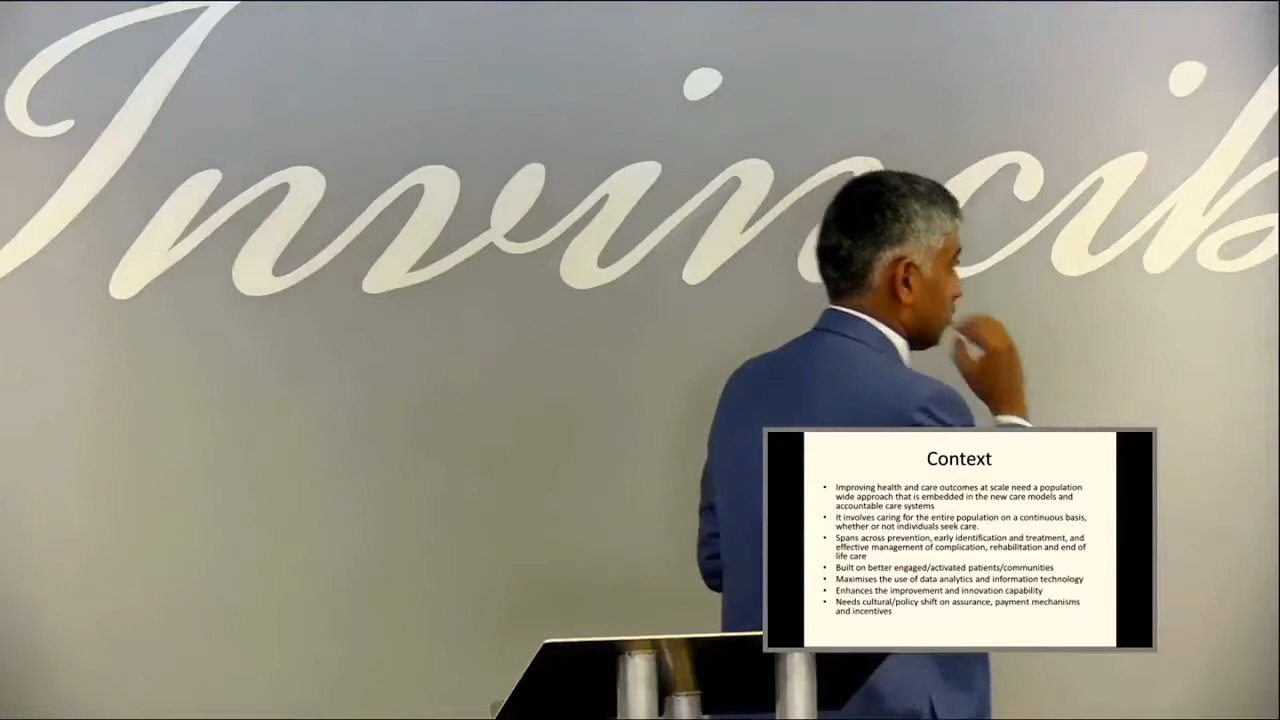 Invincib
Context
• Improving health and care outcomes at scale need a population
wide approach that is embedded in the new care models and
accountable care systems
• It involves caring for the entire population on a continuous basis,
whether or not individuals seek care.
• Spans across prevention, early identification and treatment, and
effective management of complication, rehabilitation and end of
life care
• Built on better engaged/activated patients/communities
• Maximises the use of data analytics and information technology
• Enhances the improvement and innovation capability
• Needs cultural/policy shift on assurance, payment mechanisms
and incentives